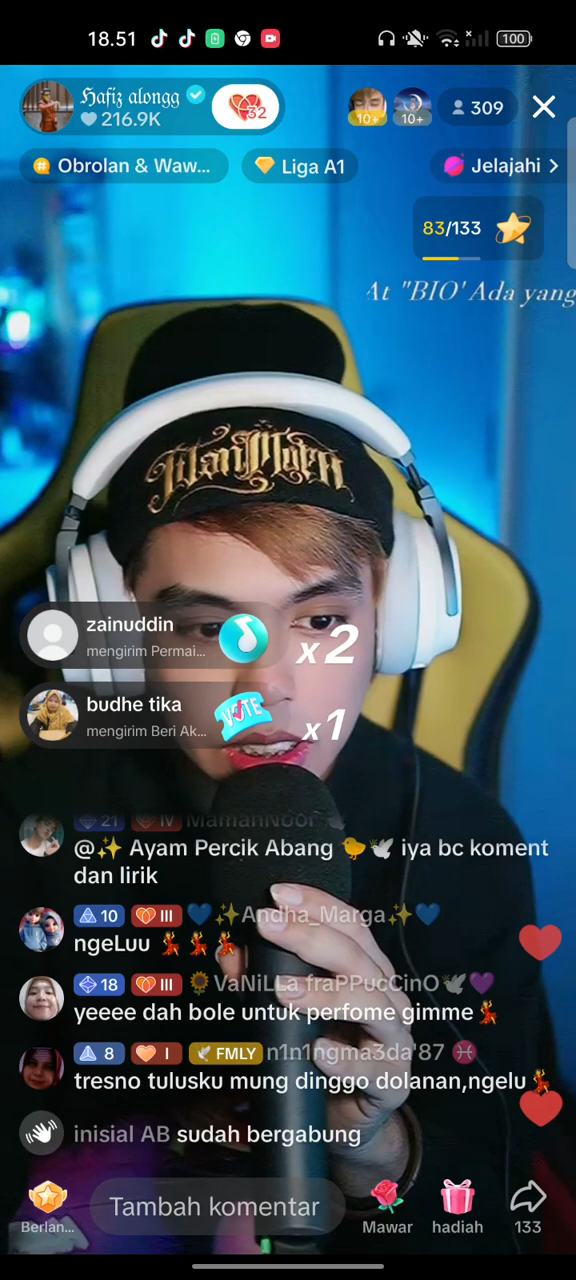 18.51
100
Hafiz alongg
216.9K
32
10+
10+
309
Obrolan & Waw...
Liga A1
Jelajahi
83/133
At "BIO' Ada yang
zainuddin
mengirim Permai...
x2
budhe tika
mengirim Beri Ak...
VOTE
x1
21 IV MamahNoor
@✨ Ayam Percik Abang 🐤🕊 iya bc koment
dan lirik
10 III 💙✨Andha_Marga✨💙
ngeLuu 💃💃💃
18 III 🌻VaNiLLa fraPPucCinO🕊💜
yeeee dah bole untuk perfome gimme💃
8 I FMLY n1n1ngma3da'87 ♓
tresno tulusku mung dinggo dolanan,ngelu💃
inisial AB sudah bergabung
Berlan...
Tambah komentar
Mawar
hadiah
133